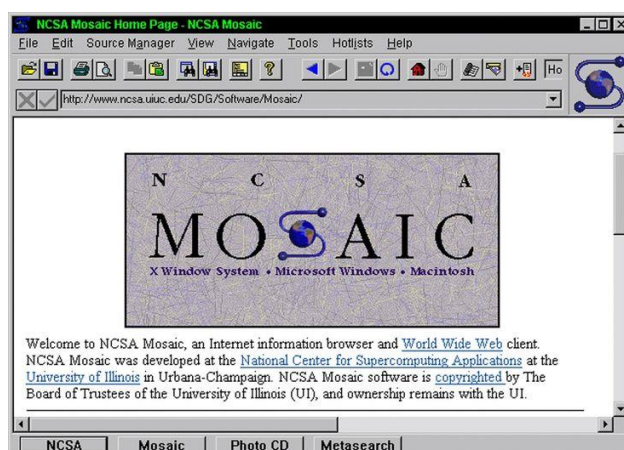 NCSA Mosaic Home Page - NCSA Mosaic
File Edit Source Manager View Navigate Tools Hotlists Help
Ho
http://www.ncsa.uiuc.edu/SDG/Software/Mosaic/
N C S A
MOSAIC
X Window System • Microsoft Windows • Macintosh
Welcome to NCSA Mosaic, an Internet information browser and World Wide Web client.
NCSA Mosaic was developed at the National Center for Supercomputing Applications at the
University of Illinois in Urbana-Champaign. NCSA Mosaic software is copyrighted by The
Board of Trustees of the University of Illinois (UI), and ownership remains with the UI.
NCSA Mosaic Photo CD Metasearch